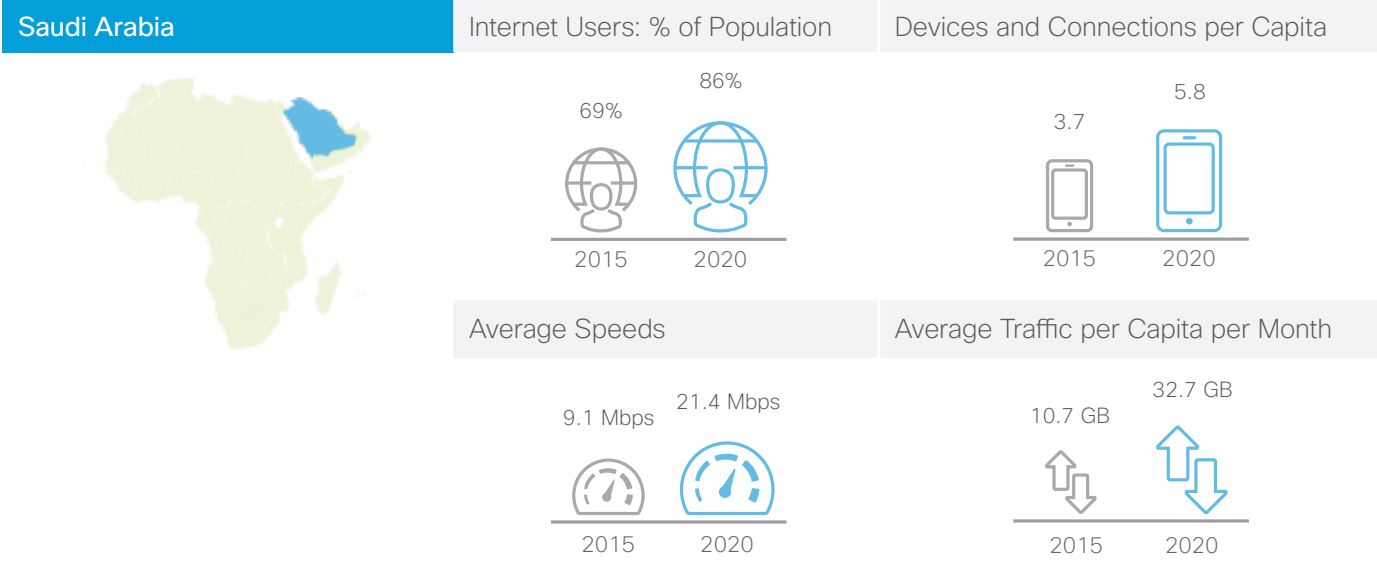 Saudi Arabia
Internet Users: % of Population
Devices and Connections per Capita
69%
86%
2015
2020
3.7
5.8
2015
2020
Average Speeds
Average Traffic per Capita per Month
9.1 Mbps
21.4 Mbps
2015
2020
10.7 GB
32.7 GB
2015
2020